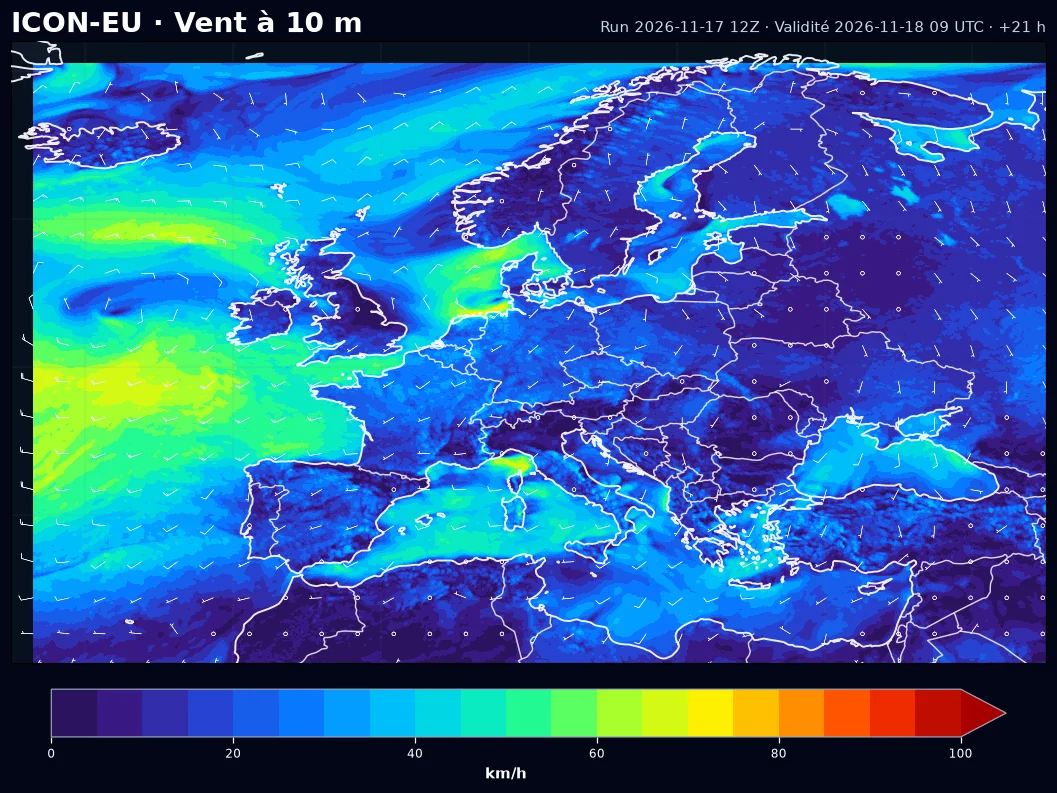 ICON-EU · Vent à 10 m
Run 2026-11-17 12Z · Validité 2026-11-18 09 UTC · +21 h
0 20 40 60 80 100
km/h